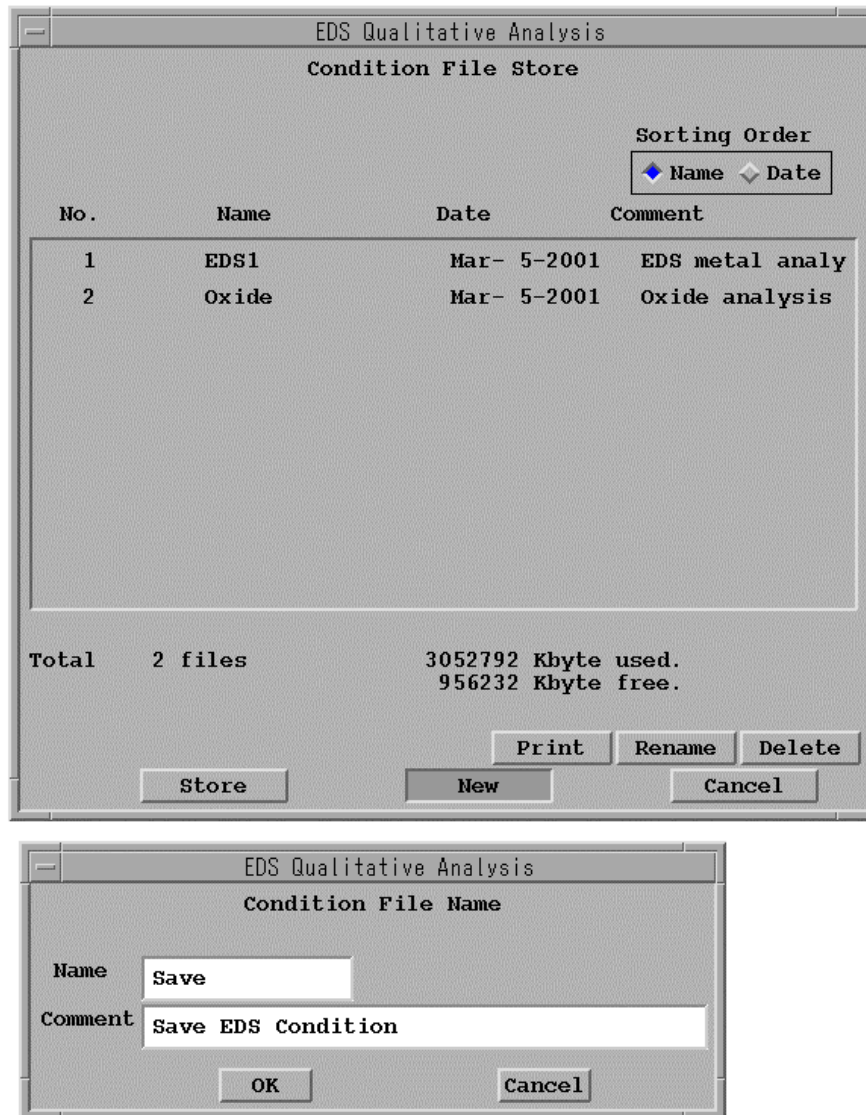 EDS Qualitative Analysis
Condition File Store
Sorting Order
Name Date
No. Name Date Comment
1 EDS1 Mar- 5-2001 EDS metal analy
2 Oxide Mar- 5-2001 Oxide analysis
Total 2 files 3052792 Kbyte used.
956232 Kbyte free.
Print Rename Delete
Store New Cancel
EDS Qualitative Analysis
Condition File Name
Name Save
Comment Save EDS Condition
OK Cancel